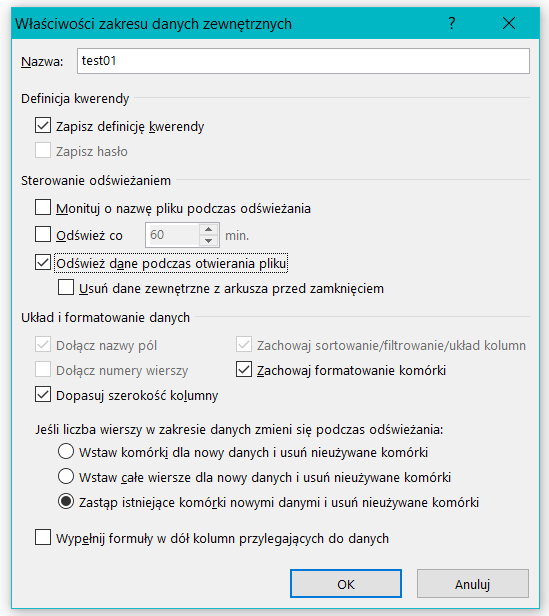 Właściwości zakresu danych zewnętrznych ?
Nazwa: test01
Definicja kwerendy
Zapisz definicję kwerendy
Zapisz hasło
Sterowanie odświeżaniem
Monituj o nazwę pliku podczas odświeżania
Odśwież co 60 min.
Odśwież dane podczas otwierania pliku
Usuń dane zewnętrzne z arkusza przed zamknięciem
Układ i formatowanie danych
Dołącz nazwy pól Zachowaj sortowanie/filtrowanie/układ kolumn
Dołącz numery wierszy Zachowaj formatowanie komórki
Dopasuj szerokość kolumny
Jeśli liczba wierszy w zakresie danych zmieni się podczas odświeżania:
Wstaw komórki dla nowy danych i usuń nieużywane komórki
Wstaw całe wiersze dla nowy danych i usuń nieużywane komórki
Zastąp istniejące komórki nowymi danymi i usuń nieużywane komórki
Wypełnij formuły w dół kolumn przylegających do danych
OK Anuluj